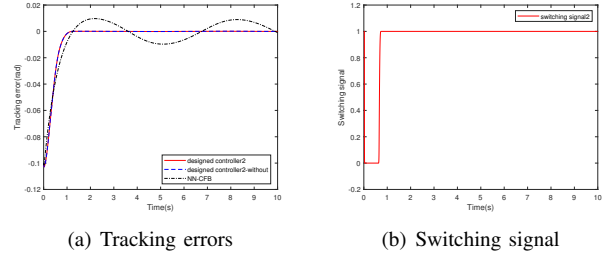 0.02
0
-0.02
-0.04
-0.06
-0.08
-0.1
-0.12
Tracking error(rad)
0 1 2 3 4 5 6 7 8 9 10
Time(s)
designed controller2
designed controller2-without
NN-CFB
(a) Tracking errors
1.2
1
0.8
0.6
0.4
0.2
0
-0.2
Switching signal
0 1 2 3 4 5 6 7 8 9 10
Time(s)
switching signal2
(b) Switching signal